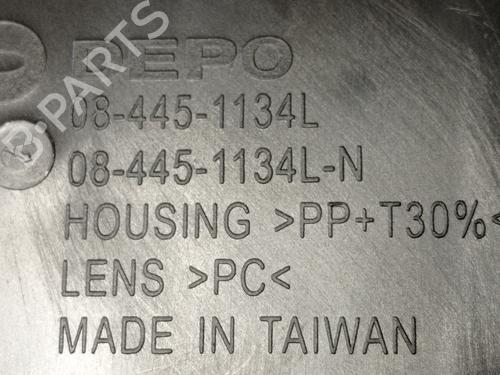 DEPO
08-445-1134L
08-445-1134L-N
HOUSING >PP+T30%<
LENS >PC<
MADE IN TAIWAN
B-PARTS